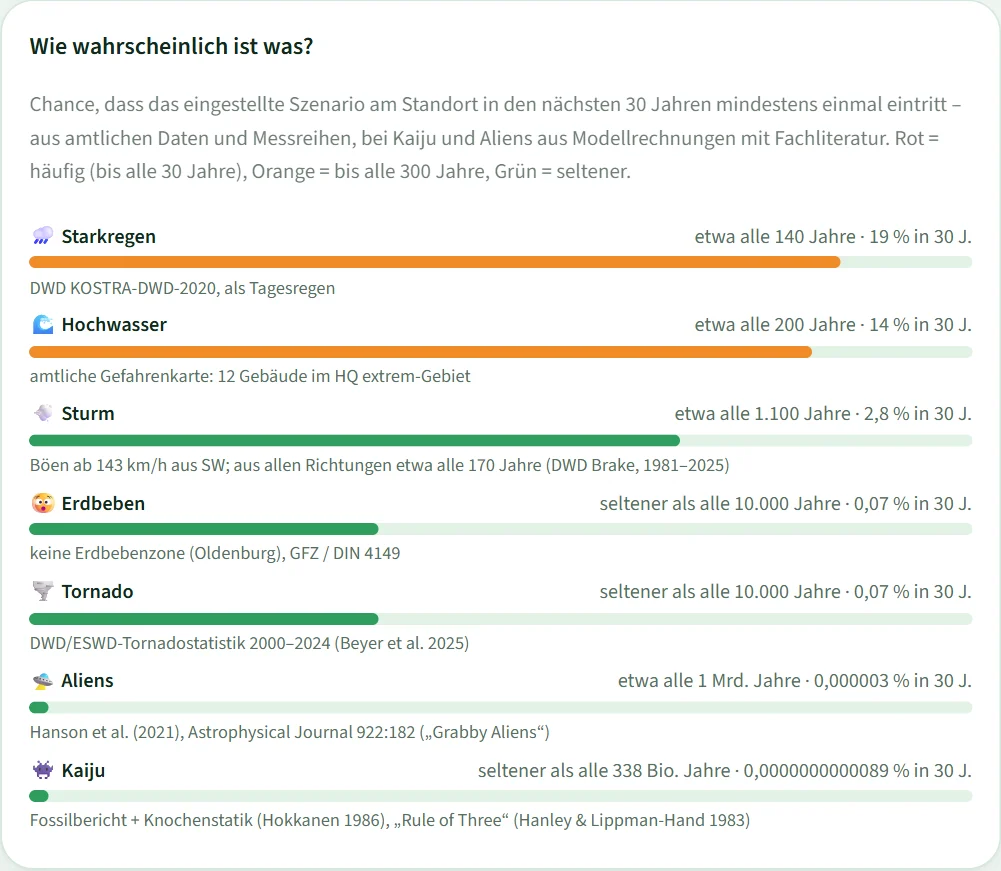 Wie wahrscheinlich ist was?
Chance, dass das eingestellte Szenario am Standort in den nächsten 30 Jahren mindestens einmal eintritt –
aus amtlichen Daten und Messreihen, bei Kaiju und Aliens aus Modellrechnungen mit Fachliteratur. Rot =
häufig (bis alle 30 Jahre), Orange = bis alle 300 Jahre, Grün = seltener.
Starkregen etwa alle 140 Jahre · 19 % in 30 J.
DWD KOSTRA-DWD-2020, als Tagesregen
Hochwasser etwa alle 200 Jahre · 14 % in 30 J.
amtliche Gefahrenkarte: 12 Gebäude im HQ extrem-Gebiet
Sturm etwa alle 1.100 Jahre · 2,8 % in 30 J.
Böen ab 143 km/h aus SW; aus allen Richtungen etwa alle 170 Jahre (DWD Brake, 1981–2025)
Erdbeben seltener als alle 10.000 Jahre · 0,07 % in 30 J.
keine Erdbebenzone (Oldenburg), GFZ / DIN 4149
Tornado seltener als alle 10.000 Jahre · 0,07 % in 30 J.
DWD/ESWD-Tornadostatistik 2000–2024 (Beyer et al. 2025)
Aliens etwa alle 1 Mrd. Jahre · 0,000003 % in 30 J.
Hanson et al. (2021), Astrophysical Journal 922:182 („Grabby Aliens“)
Kaiju seltener als alle 338 Bio. Jahre · 0,0000000000089 % in 30 J.
Fossilbericht + Knochenstatik (Hokkanen 1986), „Rule of Three“ (Hanley & Lippman-Hand 1983)